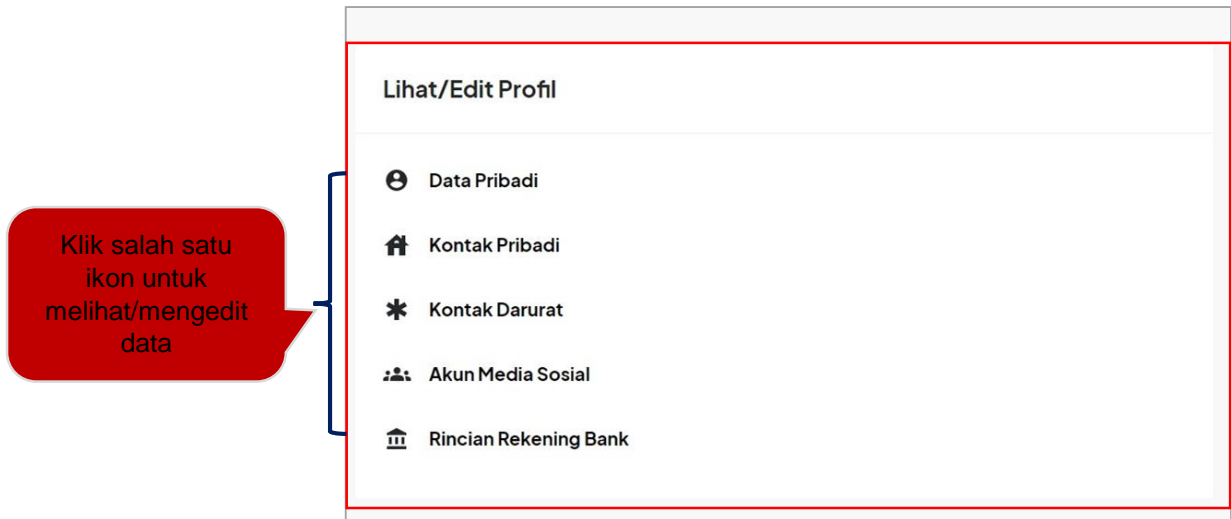 Lihat/Edit Profil
Data Pribadi
Kontak Pribadi
Kontak Darurat
Akun Media Sosial
Rincian Rekening Bank
Klik salah satu
ikon untuk
melihat/mengedit
data